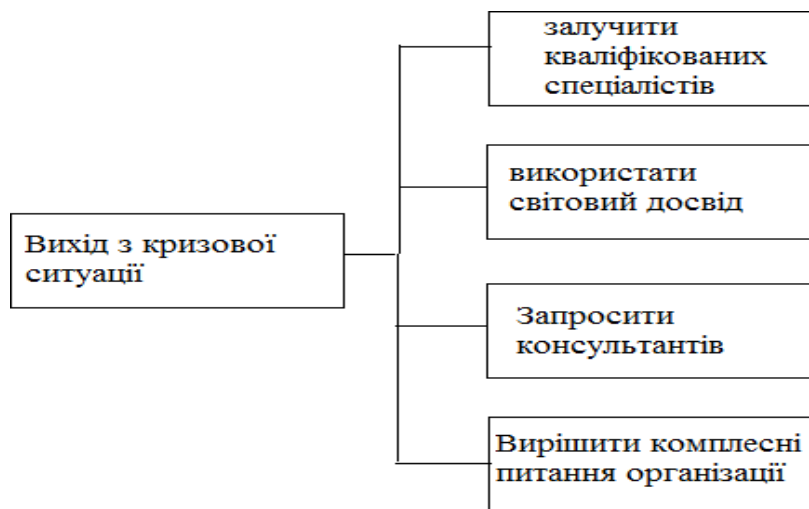 залучити
кваліфікованих
спеціалістів
використати
світовий досвід
Вихід з кризової
ситуації
Запросити
консультантів
Вирішити комплесні
питання організації